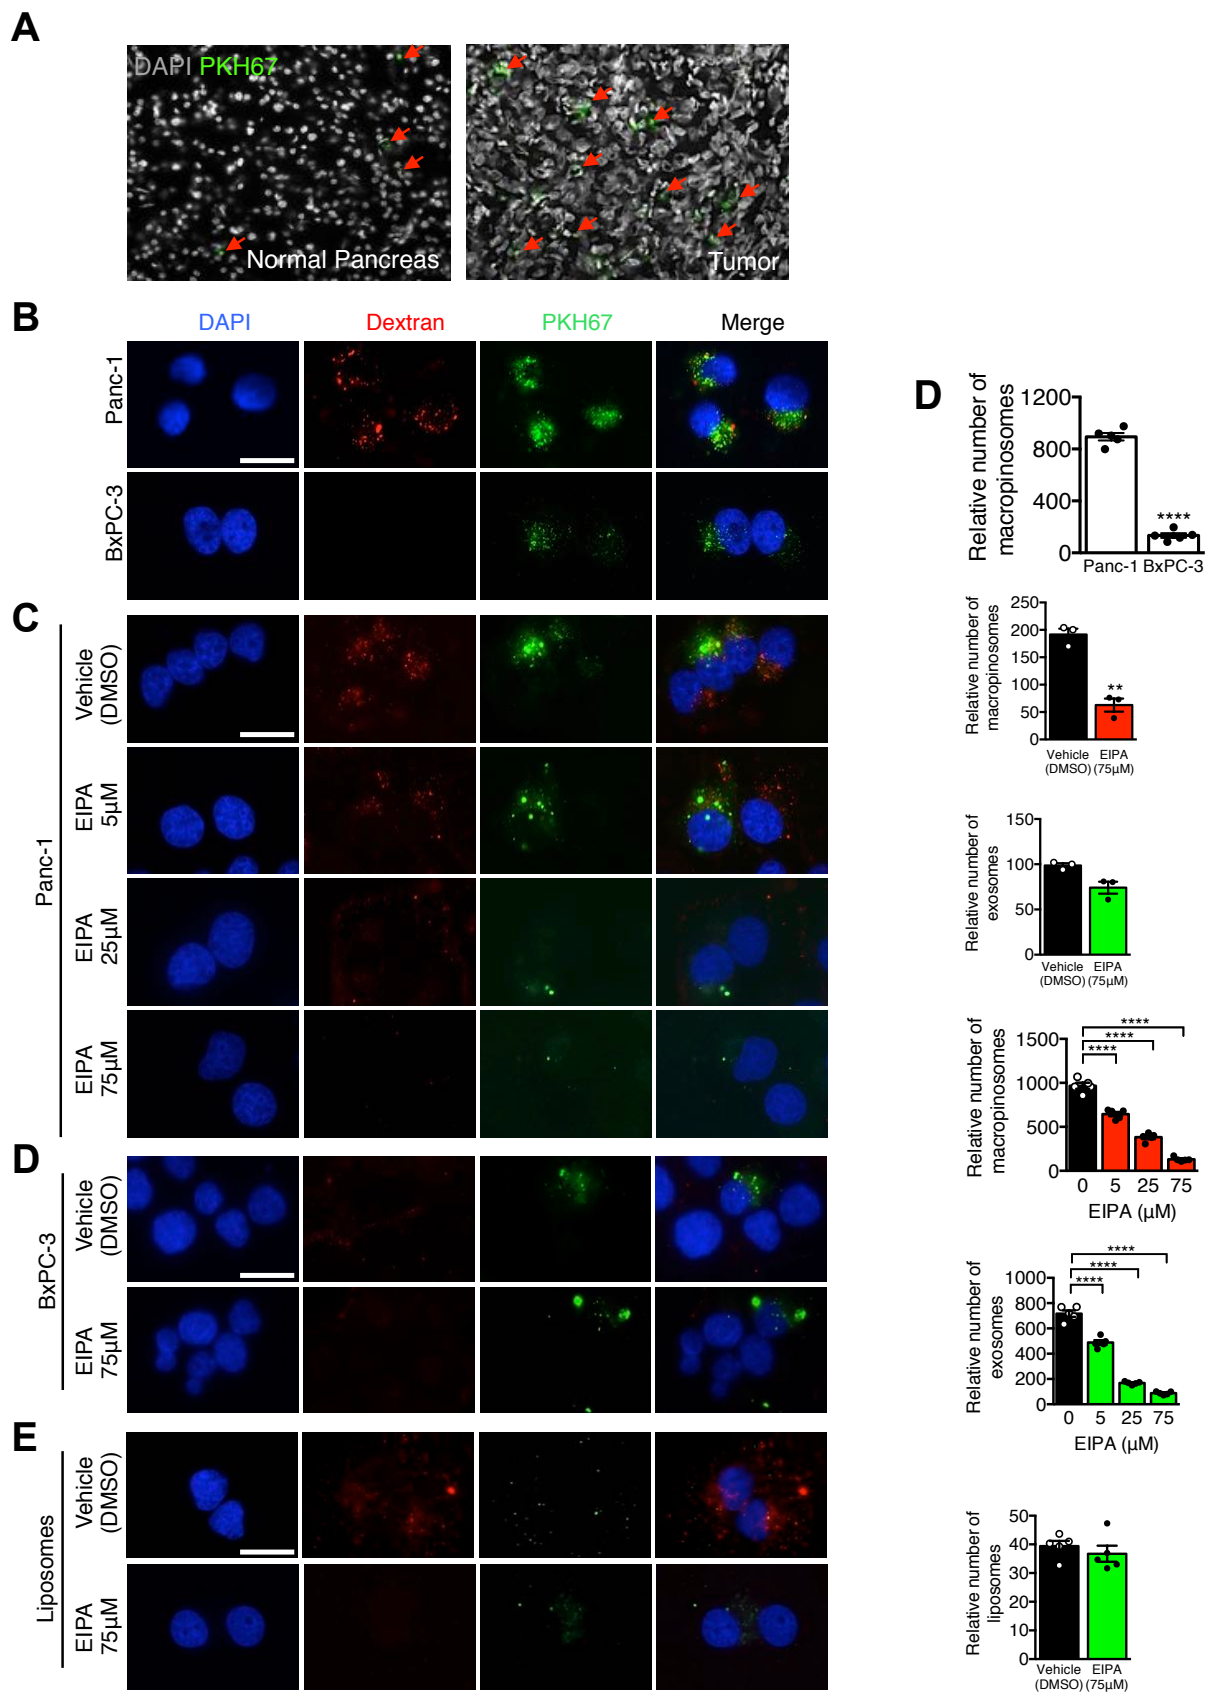 A
DAPI PKH67
Normal Pancreas
Tumor
B
DAPI
Dextran
PKH67
Merge
Panc-1
BxPC-3
C
Panc-1
Vehicle
(DMSO)
EIPA
5μM
EIPA
25μM
EIPA
75μM
D
BxPC-3
Vehicle
(DMSO)
EIPA
75μM
E
Liposomes
Vehicle
(DMSO)
EIPA
75μM
D
Relative number of
macropinosomes
1200
800
400
0
****
Panc-1 BxPC-3
Relative number of
macropinosomes
250
200
150
100
50
0
**
Vehicle EIPA
(DMSO) (75μM)
Relative number of
exosomes
150
100
50
0
Vehicle EIPA
(DMSO) (75μM)
Relative number of
macropinosomes
1500
1000
500
0
****
****
****
0 5 25 75
EIPA (μM)
Relative number of
exosomes
1000
800
600
400
200
0
****
****
****
0 5 25 75
EIPA (μM)
Relative number of
liposomes
50
40
30
20
10
0
Vehicle EIPA
(DMSO) (75μM)